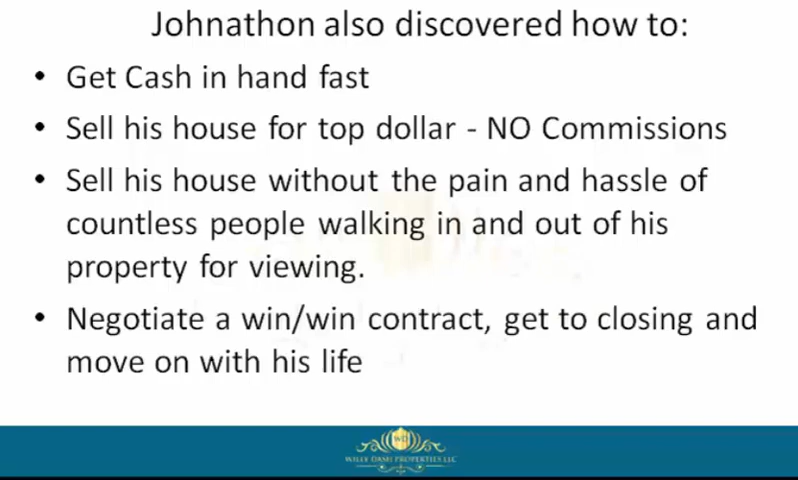 Johnathon also discovered how to:
• Get Cash in hand fast
• Sell his house for top dollar - NO Commissions
• Sell his house without the pain and hassle of
countless people walking in and out of his
property for viewing.
• Negotiate a win/win contract, get to closing and
move on with his life